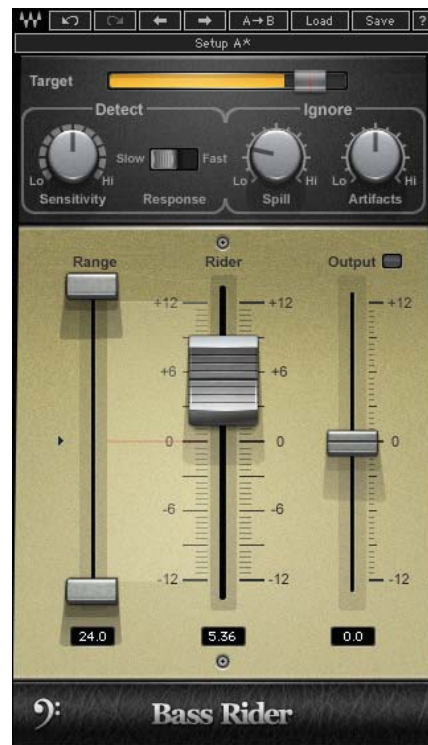 A→B Load Save ?
Setup A*
Target
Detect Ignore
Slow Fast
Lo Hi Lo Hi Lo Hi
Sensitivity Response Spill Artifacts
Range Rider Output
+12 +12 +12
+6 +6
0 0 0
-6 -6
-12 -12 -12
24.0 5.36 0.0
Bass Rider